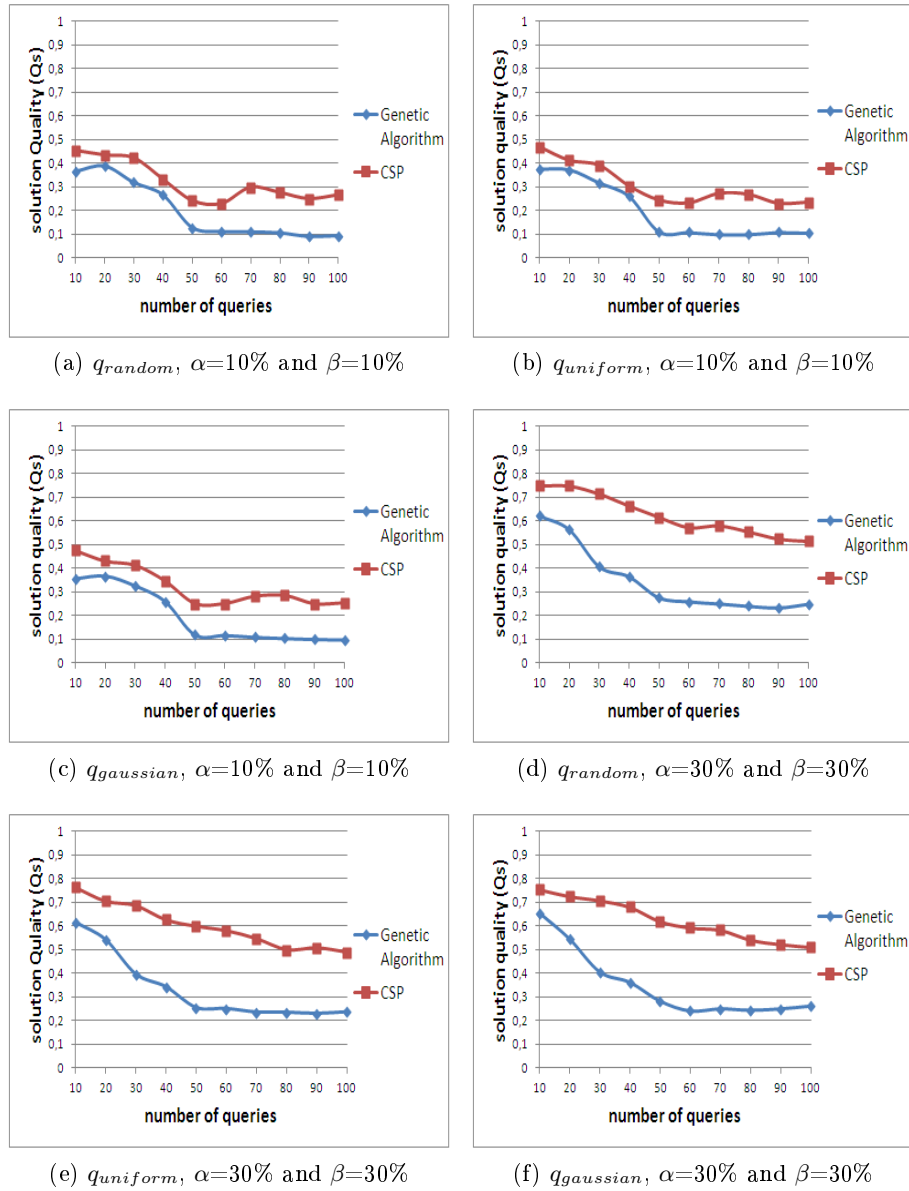 solution Quality (Qs)
1
0,9
0,8
0,7
0,6
0,5
0,4
0,3
0,2
0,1
0
10 20 30 40 50 60 70 80 90 100
number of queries
Genetic
Algorithm
CSP
(a) q_random, α=10% and β=10%
solution quality (Qs)
1
0,9
0,8
0,7
0,6
0,5
0,4
0,3
0,2
0,1
0
10 20 30 40 50 60 70 80 90 100
number of queries
Genetic
Algorithm
CSP
(b) q_uniform, α=10% and β=10%
solution quality (Qs)
1
0,9
0,8
0,7
0,6
0,5
0,4
0,3
0,2
0,1
0
10 20 30 40 50 60 70 80 90 100
number of queries
Genetic
Algorithm
CSP
(c) q_gaussian, α=10% and β=10%
solution quality (Qs)
1
0,9
0,8
0,7
0,6
0,5
0,4
0,3
0,2
0,1
0
10 20 30 40 50 60 70 80 90 100
number of queries
Genetic
Algorithm
CSP
(d) q_random, α=30% and β=30%
solution Qulaity (Qs)
1
0,9
0,8
0,7
0,6
0,5
0,4
0,3
0,2
0,1
0
10 20 30 40 50 60 70 80 90 100
number of queries
Genetic
Algorithm
CSP
(e) q_uniform, α=30% and β=30%
solution quality (Qs)
1
0,9
0,8
0,7
0,6
0,5
0,4
0,3
0,2
0,1
0
10 20 30 40 50 60 70 80 90 100
number of queries
Genetic
Algorithm
CSP
(f) q_gaussian, α=30% and β=30%